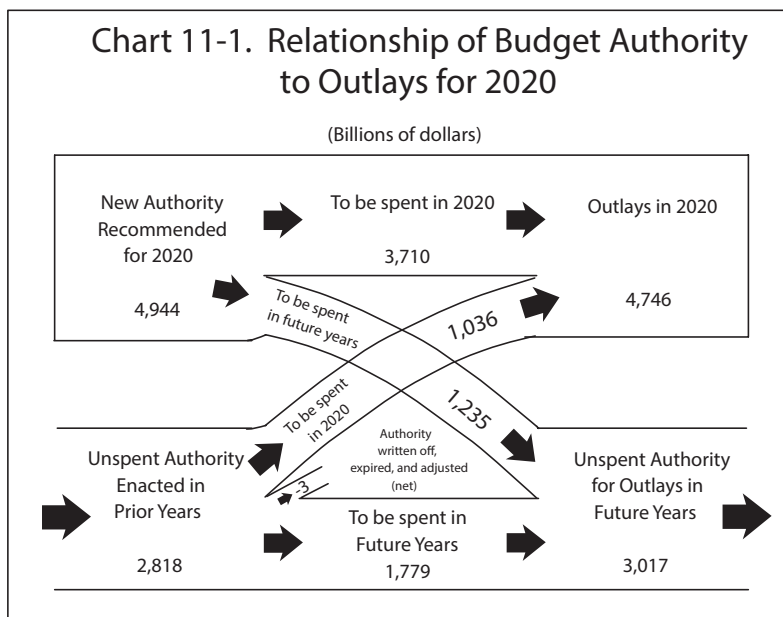 Chart 11-1. Relationship of Budget Authority
to Outlays for 2020
(Billions of dollars)
New Authority
Recommended
for 2020
4,944
To be spent in 2020
3,710
Outlays in 2020
4,746
To be spent
in future years
1,036
To be spent
in 2020
1,235
Authority
written off,
expired, and adjusted
(net)
-3
Unspent Authority
Enacted in
Prior Years
2,818
To be spent in
Future Years
1,779
Unspent Authority
for Outlays in
Future Years
3,017